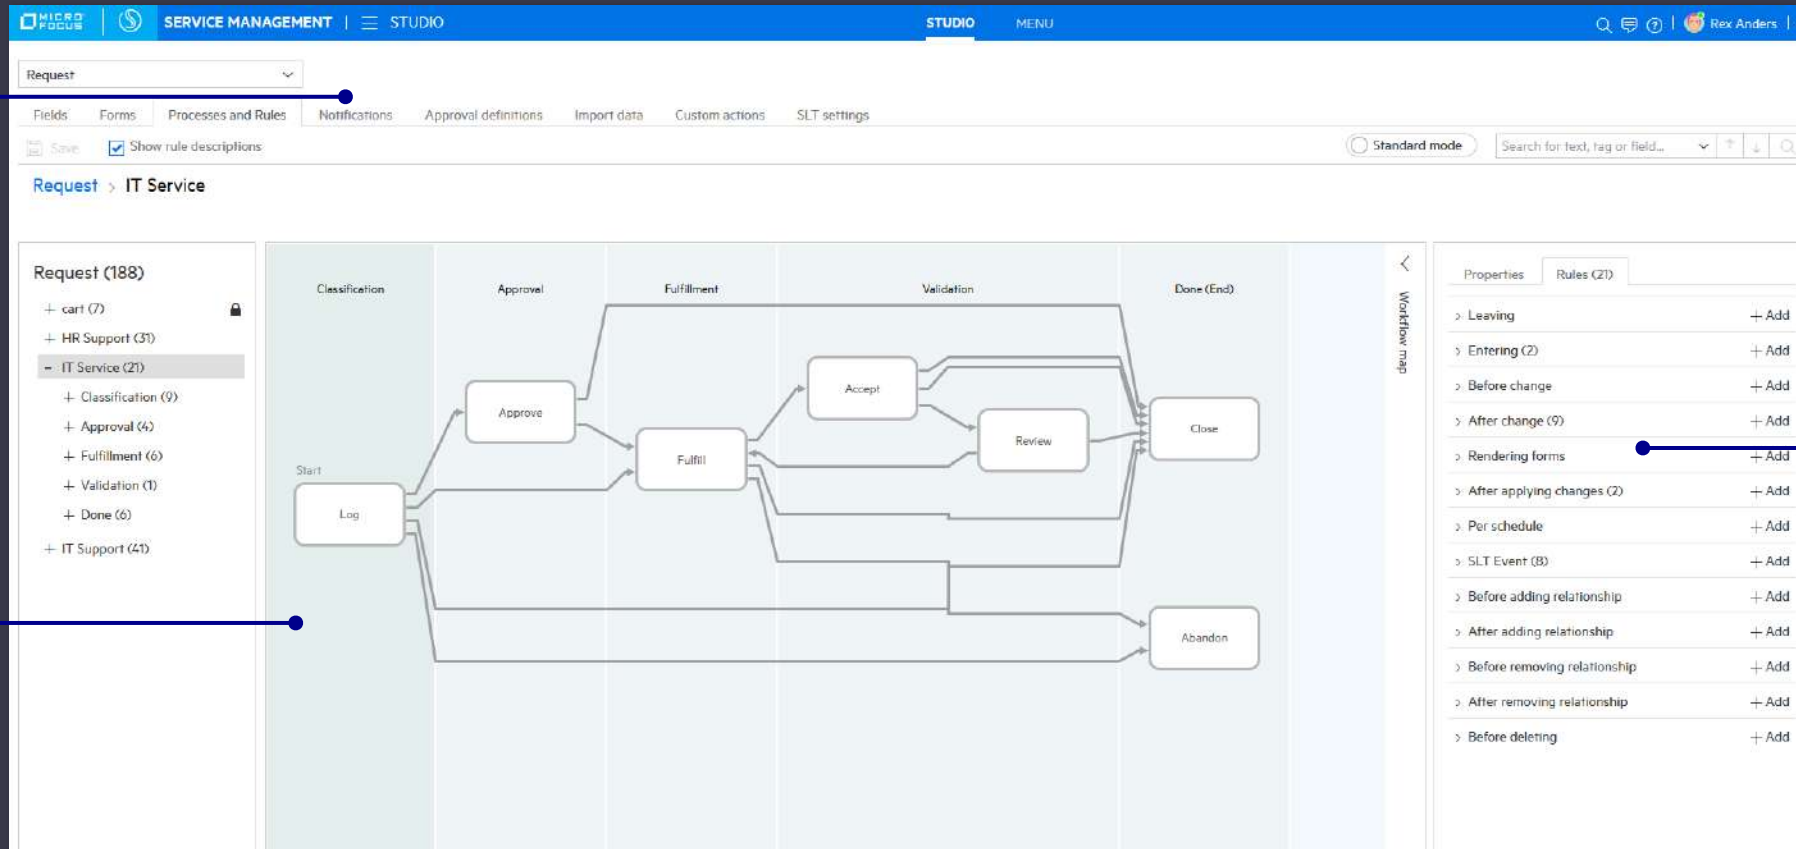 MICRO FOCUS
SERVICE MANAGEMENT | STUDIO
STUDIO MENU
Rex Anders
Request
Fields Forms Processes and Rules Notifications Approval definitions Import data Custom actions SLT settings
Save Show rule descriptions
Standard mode Search for text, tag or field...
Request > IT Service
Request (188)
+ cart (7)
+ HR Support (31)
- IT Service (21)
+ Classification (9)
+ Approval (4)
+ Fulfillment (6)
+ Validation (1)
+ Done (6)
+ IT Support (41)
Classification Approval Fulfillment Validation Done (End)
Start
Log
Approve
Fulfill
Accept
Review
Close
Abandon
Workflow map
Properties Rules (21)
> Leaving + Add
> Entering (2) + Add
> Before change + Add
> After change (9) + Add
> Rendering forms + Add
> After applying changes (2) + Add
> Per schedule + Add
> SLT Event (8) + Add
> Before adding relationship + Add
> After adding relationship + Add
> Before removing relationship + Add
> After removing relationship + Add
> Before deleting + Add